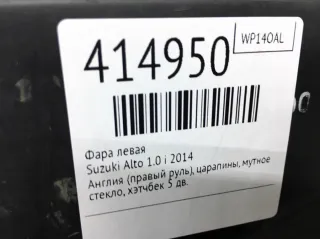 414950
WP140AL
Фара левая
Suzuki Alto 1.0 i 2014
Англия (правый руль), царапины, мутное
стекло, хэтчбек 5 дв.